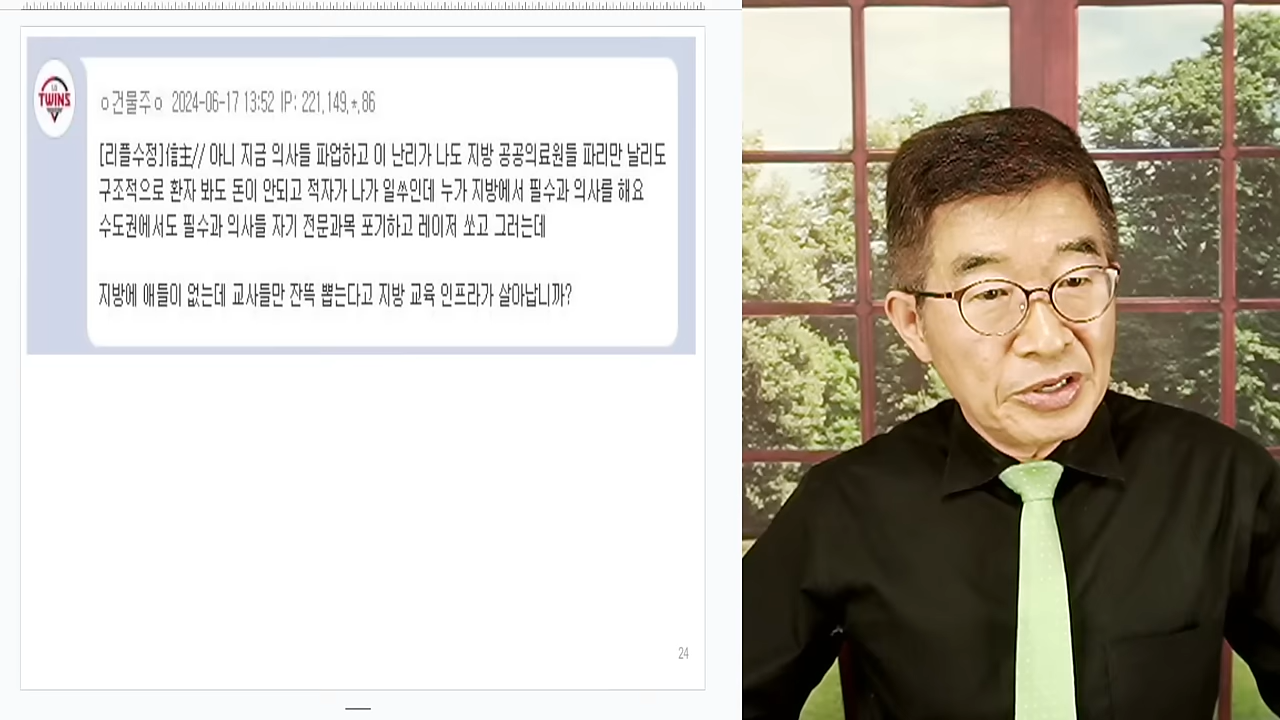 TWINS
ㅇ건물주ㅇ 2024-06-17 13:52 IP: 221,149,*,86
[리플수정]信主// 아니 지금 의사들 파업하고 이 난리가 나도 지방 공공의료원들 파리만 날리도
구조적으로 환자 봐도 돈이 안되고 적자가 나가 일쑤인데 누가 지방에서 필수과 의사를 해요
수도권에서도 필수과 의사들 자기 전문과목 포기하고 레이저 쏘고 그러는데
지방에 애들이 없는데 교사들만 잔뜩 뽑는다고 지방 교육 인프라가 살아납니까?
24